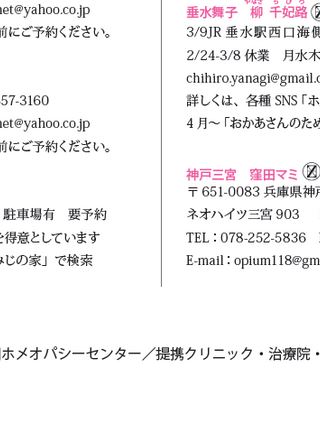 net@yahoo.co.jp
前にご予約ください。
57-3160
net@yahoo.co.jp
前にご予約ください。
駐車場有　要予約
を得意としています
みじの家」で検索
垂水舞子　柳 千妃路
3/9JR 垂水駅西口海側
2/24-3/8 休業　月水木
chihiro.yanagi@gmail.c
詳しくは、各種 SNS「ホ
4 月〜「おかあさんのため
神戸三宮　窪田マミ
〒 651-0083 兵庫県神戸
ネオハイツ三宮 903
TEL：078-252-5836
E-mail：opium118@gm
ホメオパシーセンター／提携クリニック・治療院・